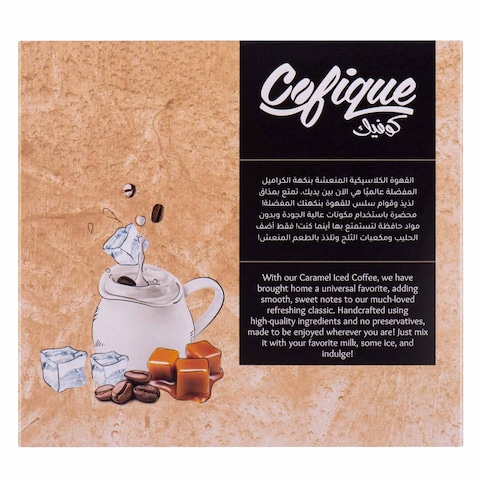 Cofique
كوفيك
القهوة الكلاسيكية المنعشة بنكهة الكراميل
المفضلة عالميًا هي الآن بين يديك. تمتع بمذاق
لذيذ وقوام سلس للقهوة بنكهتك المفضلة!
محضرة باستخدام مكونات عالية الجودة وبدون
مواد حافظة لتستمتع بها أينما كنت! فقط أضف
الحليب ومكعبات الثلج وتلذذ بالطعم المنعش!
With our Caramel Iced Coffee, we have
brought home a universal favorite, adding
smooth, sweet notes to our much-loved
refreshing classic. Handcrafted using
high-quality ingredients and no preservatives,
made to be enjoyed wherever you are! Just mix
it with your favorite milk, some ice, and
indulge!